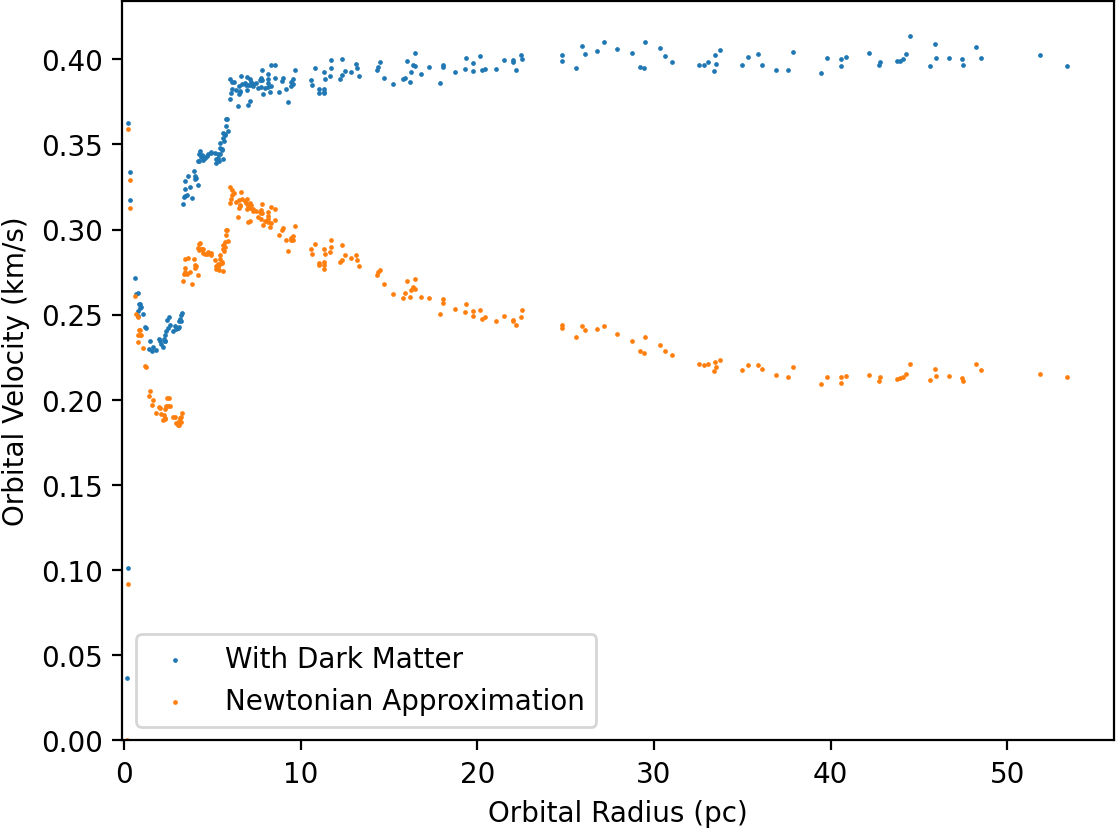 0.40
0.35
0.30
0.25
0.20
0.15
0.10
0.05
0.00
Orbital Velocity (km/s)
With Dark Matter
Newtonian Approximation
0 10 20 30 40 50
Orbital Radius (pc)